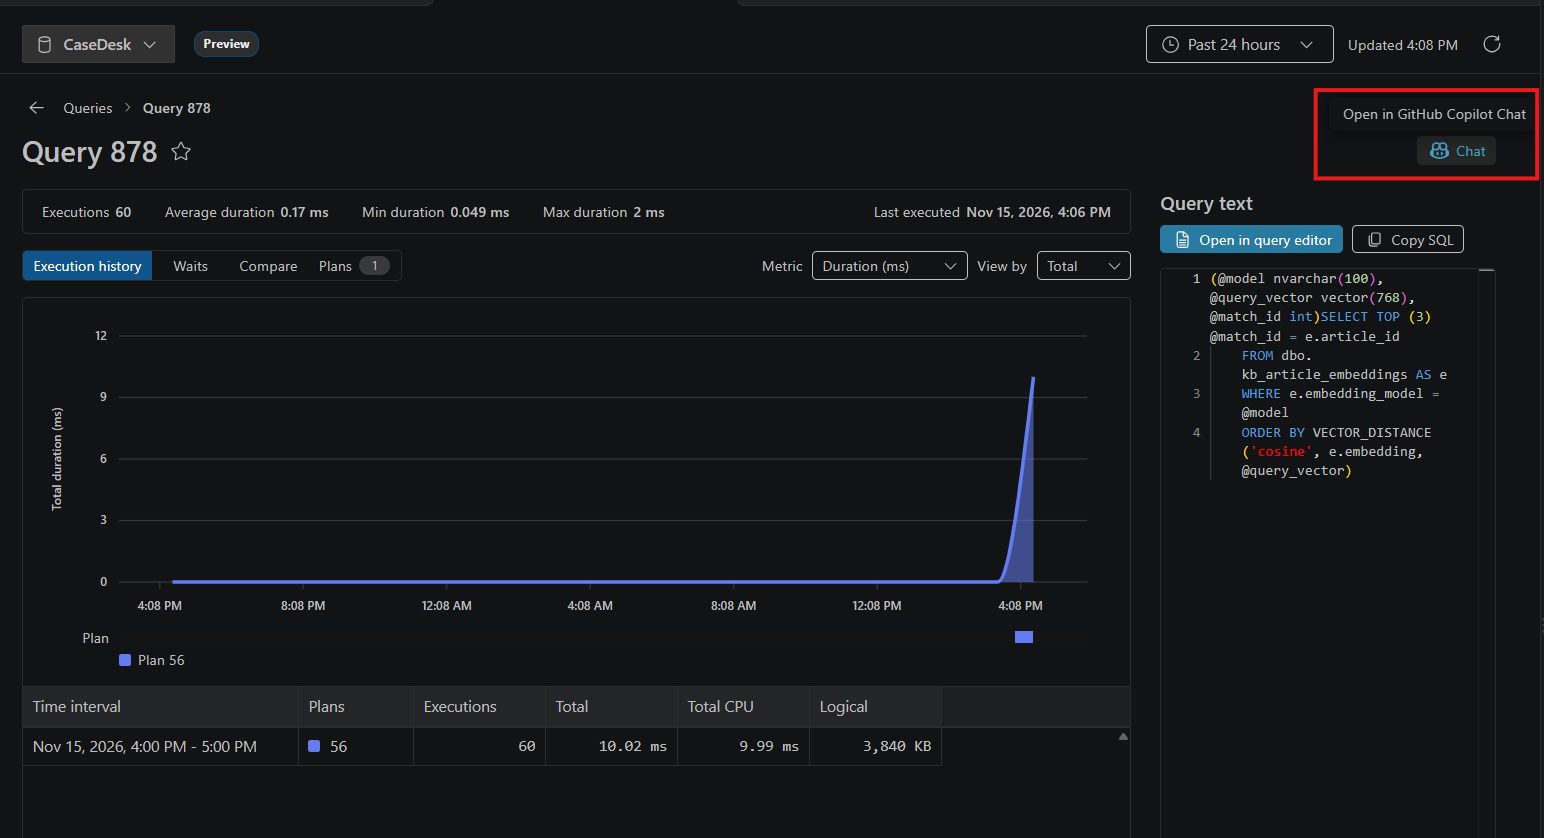 CaseDesk
Preview
Past 24 hours
Updated 4:08 PM
Queries > Query 878
Open in GitHub Copilot Chat
Query 878
Chat
Executions 60 Average duration 0.17 ms Min duration 0.049 ms Max duration 2 ms Last executed Nov 15, 2026, 4:06 PM
Execution history Waits Compare Plans 1
Metric Duration (ms) View by Total
12
9
6
3
0
Total duration (ms)
4:08 PM 8:08 PM 12:08 AM 4:08 AM 8:08 AM 12:08 PM 4:08 PM
Plan
Plan 56
Time interval Plans Executions Total Total CPU Logical
Nov 15, 2026, 4:00 PM - 5:00 PM 56 60 10.02 ms 9.99 ms 3,840 KB
Query text
Open in query editor Copy SQL
1 (@model nvarchar(100),
@query_vector vector(768),
@match_id int)SELECT TOP (3)
@match_id = e.article_id
2 FROM dbo.
kb_article_embeddings AS e
3 WHERE e.embedding_model =
@model
4 ORDER BY VECTOR_DISTANCE
('cosine', e.embedding,
@query_vector)